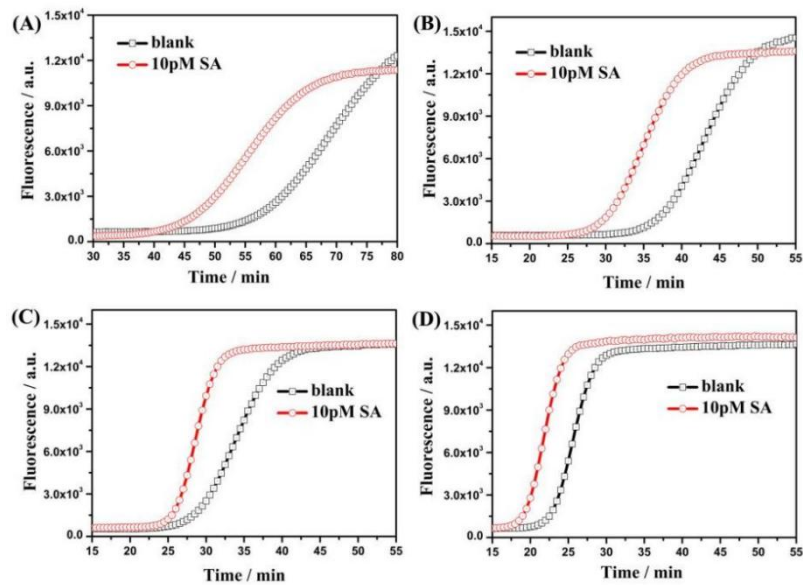 (A)
blank
10pM SA
Fluorescence / a.u.
1.5x10⁴
1.2x10⁴
9.0x10³
6.0x10³
3.0x10³
0.0
30 35 40 45 50 55 60 65 70 75 80
Time / min
(B)
blank
10pM SA
Fluorescence / a.u.
1.5x10⁴
1.2x10⁴
9.0x10³
6.0x10³
3.0x10³
0.0
15 20 25 30 35 40 45 50 55
Time / min
(C)
blank
10pM SA
Fluorescence / a.u.
1.5x10⁴
1.2x10⁴
9.0x10³
6.0x10³
3.0x10³
0.0
15 20 25 30 35 40 45 50 55
Time / min
(D)
blank
10pM SA
Fluorescence / a.u.
1.5x10⁴
1.2x10⁴
9.0x10³
6.0x10³
3.0x10³
0.0
15 20 25 30 35 40 45 50 55
Time / min